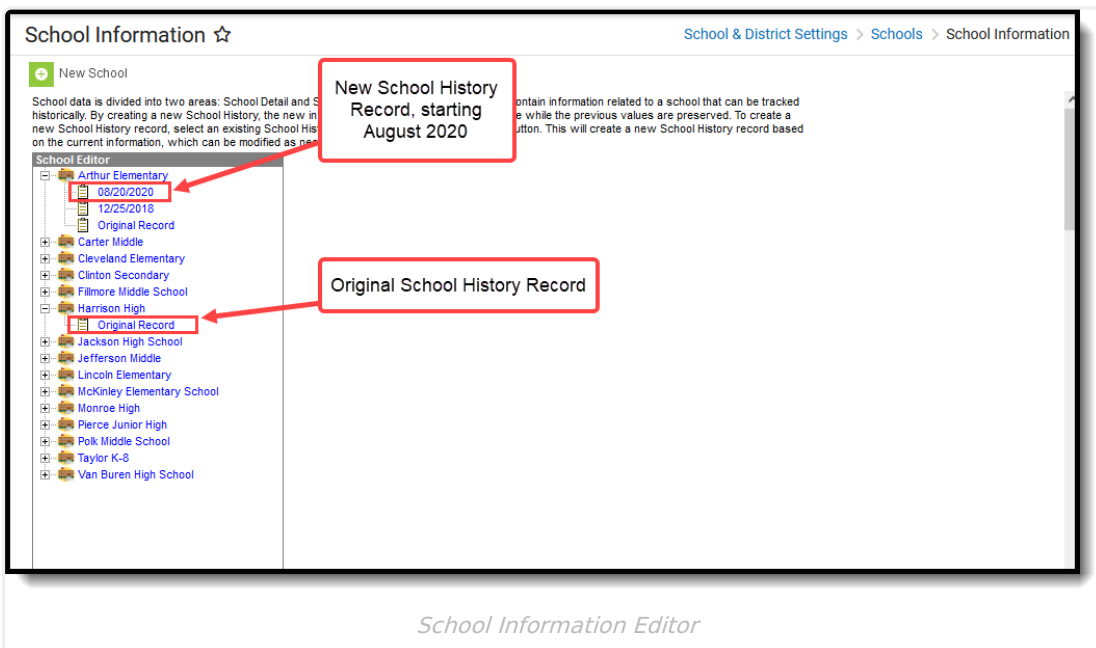 School Information
School & District Settings > Schools > School Information
New School
School data is divided into two areas: School Detail and S
ontain information related to a school that can be tracked
historically. By creating a new School History, the new in
e while the previous values are preserved. To create a
new School History record, select an existing School His
utton. This will create a new School History record based
on the current information, which can be modified as
New School History
Record, starting
August 2020
School Editor
Arthur Elementary
08/20/2020
12/25/2018
Original Record
Carter Middle
Cleveland Elementary
Clinton Secondary
Fillmore Middle School
Harrison High
Original Record
Original School History Record
Jackson High School
Jefferson Middle
Lincoln Elementary
McKinley Elementary School
Monroe High
Pierce Junior High
Polk Middle School
Taylor K-8
Van Buren High School
School Information Editor